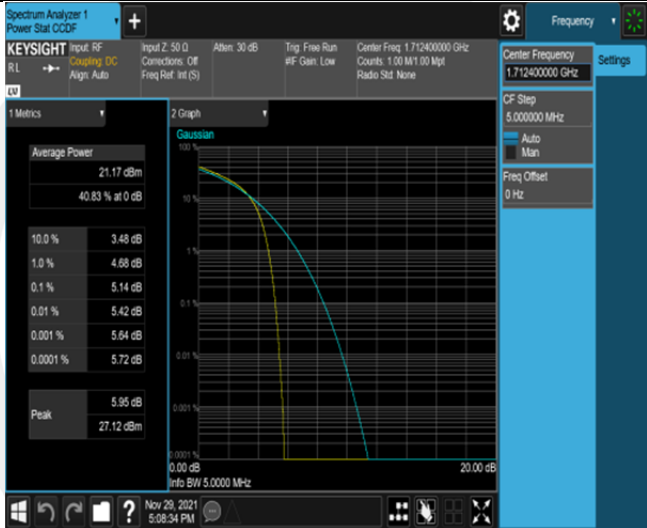 Spectrum Analyzer 1
Power Stat CCDF
+
Frequency
KEYSIGHT
RL
LV
Input: RF
Coupling: DC
Align: Auto
Input Z: 50 Ω
Corrections: Off
Freq Ref: Int (S)
Atten: 30 dB
Trig: Free Run
#IF Gain: Low
Center Freq: 1.712400000 GHz
Counts: 1.00 M/1.00 Mpt
Radio Std: None
Center Frequency
1.712400000 GHz
Settings
CF Step
5.000000 MHz
Auto
Man
Freq Offset
0 Hz
1 Metrics
Average Power
21.17 dBm
40.83 % at 0 dB
10.0 % 3.48 dB
1.0 % 4.68 dB
0.1 % 5.14 dB
0.01 % 5.42 dB
0.001 % 5.64 dB
0.0001 % 5.72 dB
Peak
5.95 dB
27.12 dBm
2 Graph
Gaussian
100 %
10 %
1 %
0.1 %
0.01 %
0.001 %
0.0001 %
0.00 dB
20.00 dB
Info BW 5.0000 MHz
?
Nov 29, 2021
5:08:34 PM